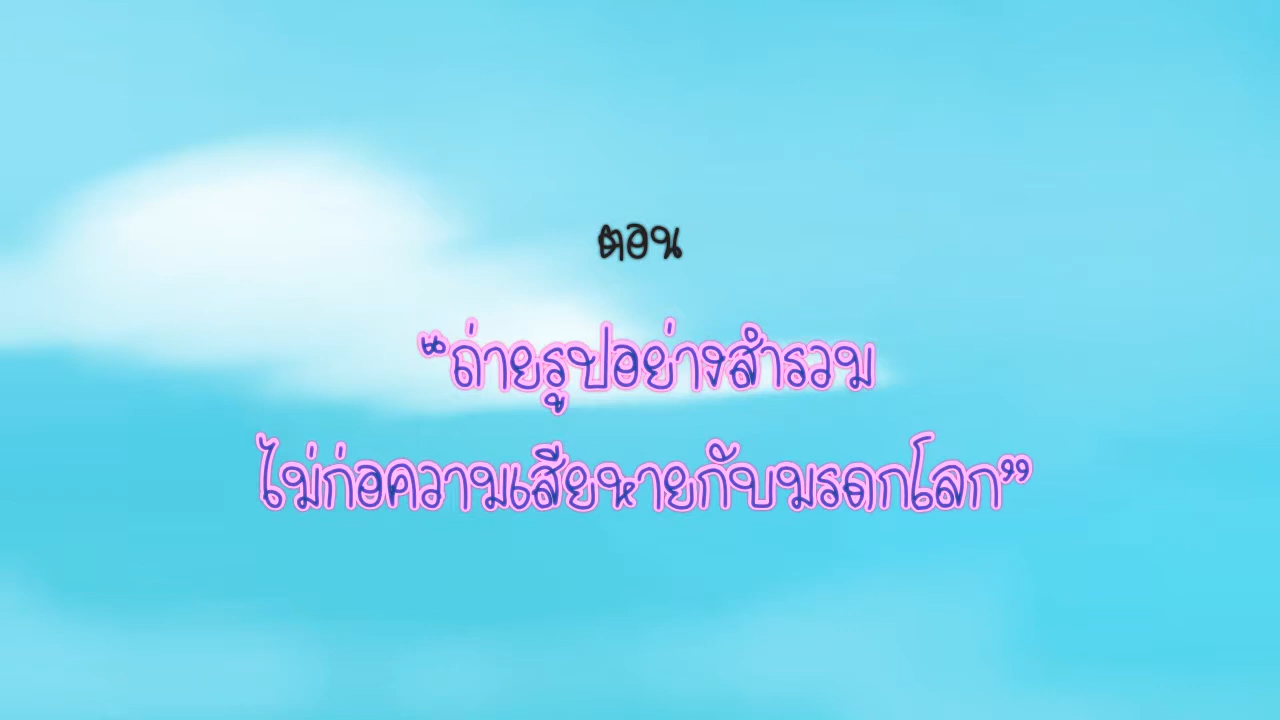 ตอน
“ถ่ายรูปอย่างสำรวม
ไม่ก่อความเสียหายกับมรดกโลก”